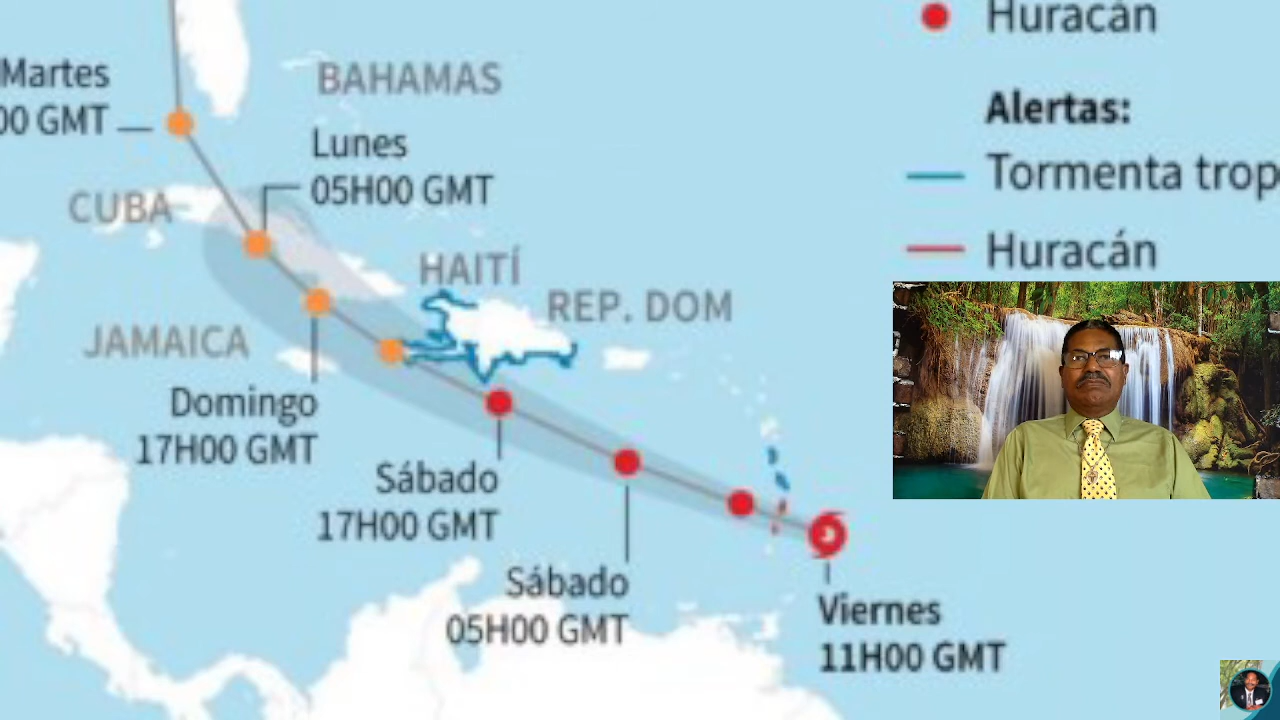 Huracán
Alertas:
Tormenta trop
Huracán
Martes
00 GMT
BAHAMAS
Lunes
05H00 GMT
CUBA
HAITÍ
REP. DOM
JAMAICA
Domingo
17H00 GMT
Sábado
17H00 GMT
Sábado
05H00 GMT
Viernes
11H00 GMT